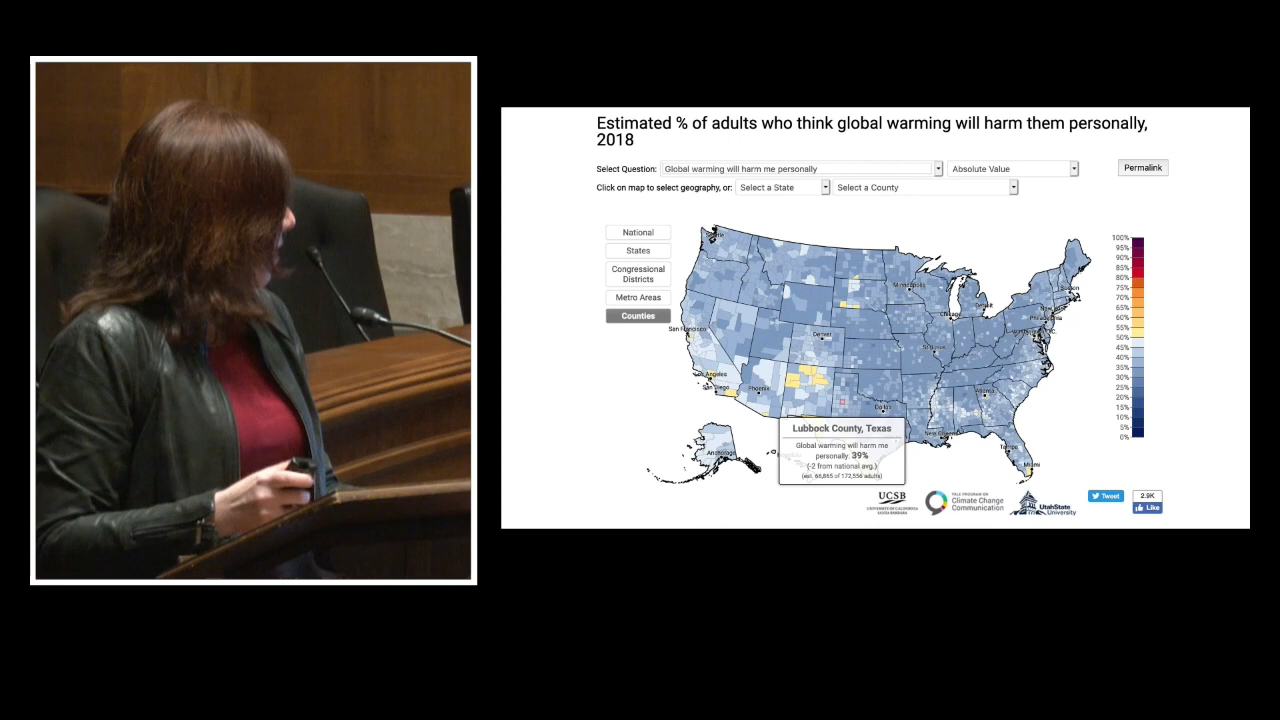 Estimated % of adults who think global warming will harm them personally,
2018
Select Question: Global warming will harm me personally Absolute Value Permalink
Click on map to select geography, or: Select a State Select a County
National
States
Congressional
Districts
Metro Areas
Counties
Seattle
Minneapolis
Boston
Detroit
New York
Chicago
Philadelphia
San Francisco
Denver
St. Louis
Los Angeles
San Diego
Phoenix
Atlanta
Dallas
New Orleans
Tampa
Miami
Anchorage
100%
95%
90%
85%
80%
75%
70%
65%
60%
55%
50%
45%
40%
35%
30%
25%
20%
15%
10%
5%
0%
Lubbock County, Texas
Global warming will harm me
personally: 39%
(-2 from national avg.)
(est. 66,865 of 172,556 adults)
UCSB
UNIVERSITY OF CALIFORNIA
SANTA BARBARA
YALE PROGRAM ON
Climate Change
Communication
UtahState
University
Tweet
2.9K
Like